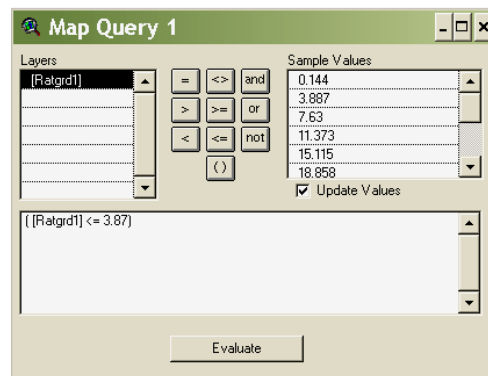 Map Query 1
Layers
[Ratgrd1]
= <> and
> >= or
< <= not
( )
Sample Values
0.144
3.887
7.63
11.373
15.115
18.858
Update Values
( [Ratgrd1] <= 3.87)
Evaluate